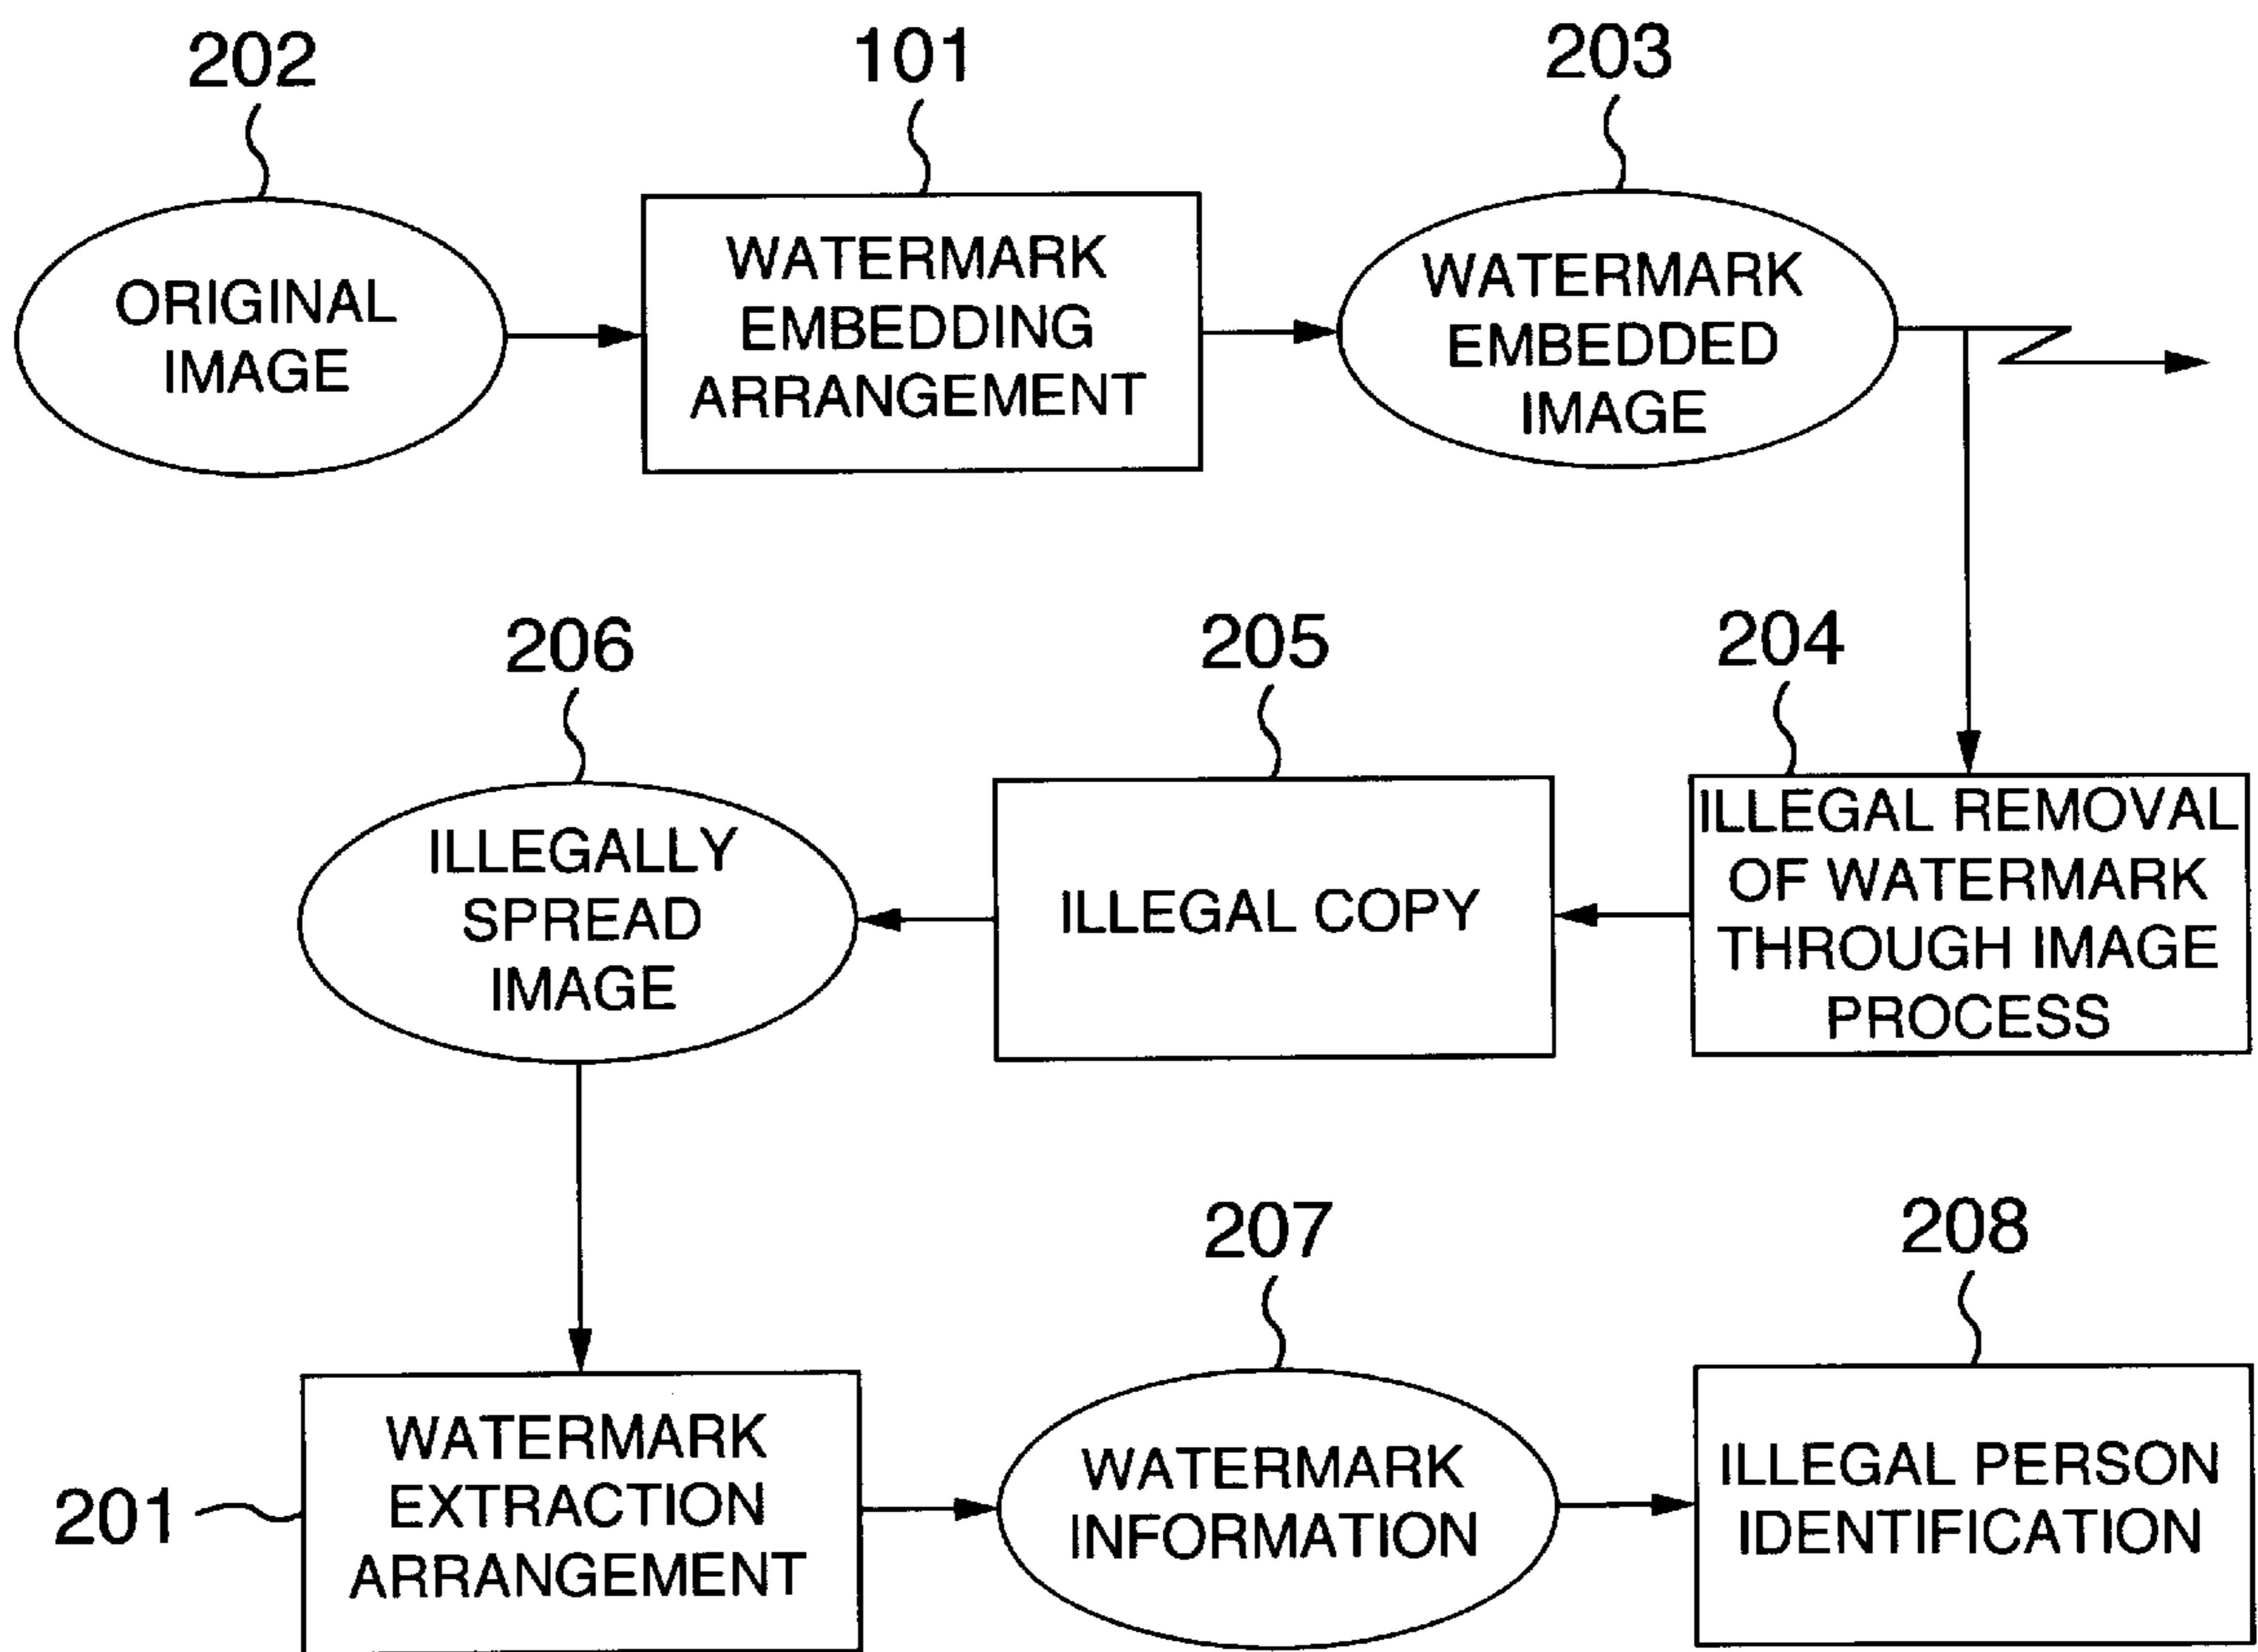 202
101
203
ORIGINAL
IMAGE
WATERMARK
EMBEDDING
ARRANGEMENT
WATERMARK
EMBEDDED
IMAGE
206
205
204
ILLEGALLY
SPREAD
IMAGE
ILLEGAL COPY
ILLEGAL REMOVAL
OF WATERMARK
THROUGH IMAGE
PROCESS
207
208
201
WATERMARK
EXTRACTION
ARRANGEMENT
WATERMARK
INFORMATION
ILLEGAL PERSON
IDENTIFICATION